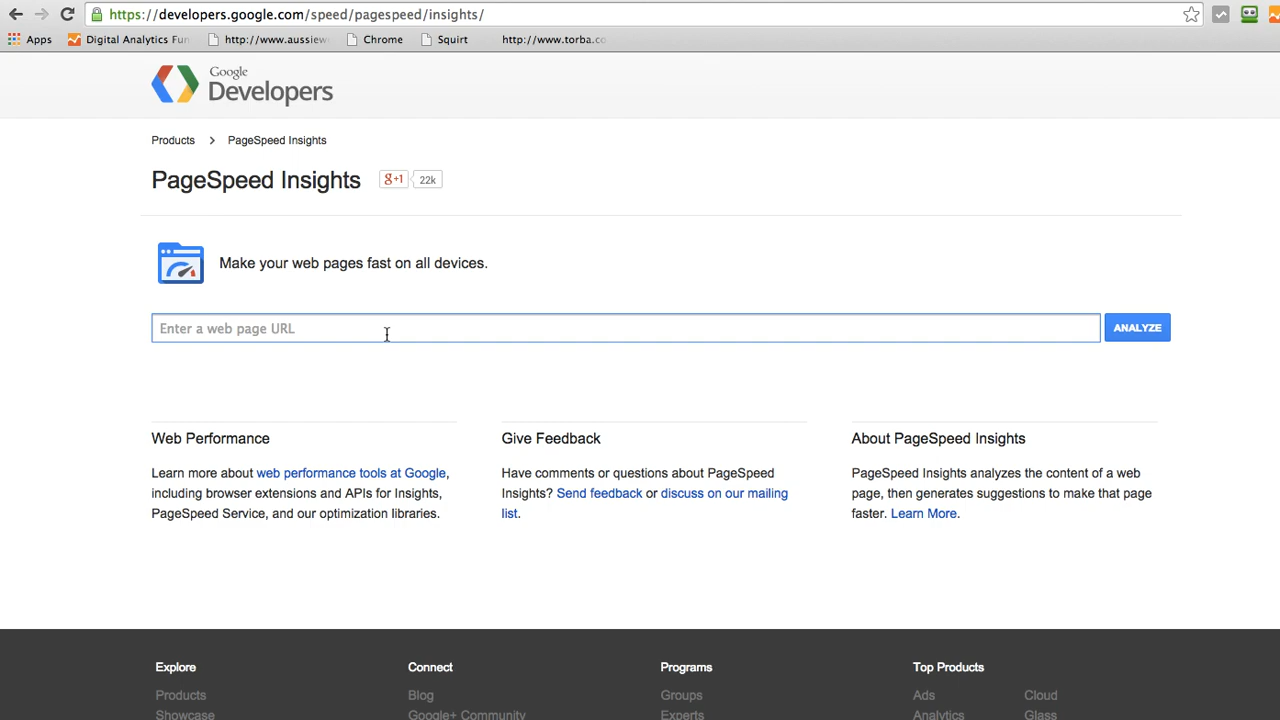 https://developers.google.com/speed/pagespeed/insights/
Apps Digital Analytics Fun http://www.aussiew Chrome Squirt http://www.torba.co
Google
Developers
Products > PageSpeed Insights
PageSpeed Insights g+1 22k
Make your web pages fast on all devices.
Enter a web page URL ANALYZE
Web Performance
Learn more about web performance tools at Google,
including browser extensions and APIs for Insights,
PageSpeed Service, and our optimization libraries.
Give Feedback
Have comments or questions about PageSpeed
Insights? Send feedback or discuss on our mailing
list.
About PageSpeed Insights
PageSpeed Insights analyzes the content of a web
page, then generates suggestions to make that page
faster. Learn More.
Explore
Products
Showcase
Connect
Blog
Google+ Community
Programs
Groups
Experts
Top Products
Ads Cloud
Analytics Glass